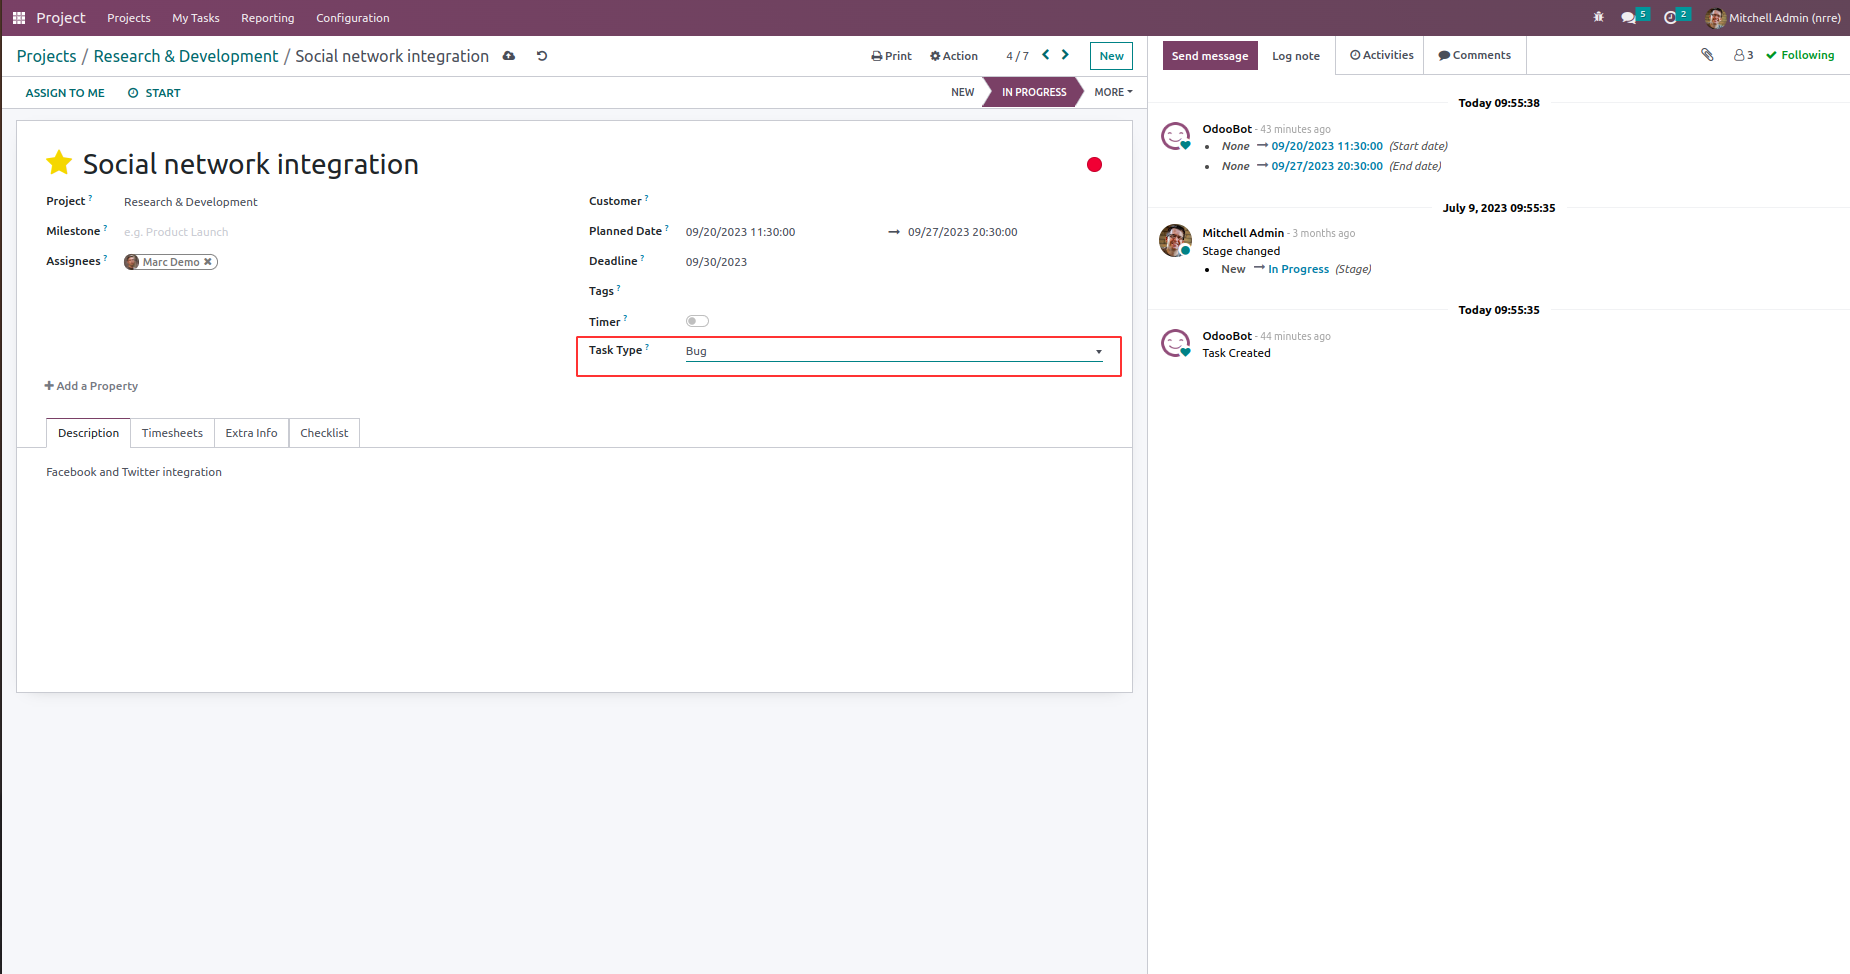 Project Projects My Tasks Reporting Configuration 5 2 Mitchell Admin (nrre)
Projects / Research & Development / Social network integration Print Action 4 / 7 New
ASSIGN TO ME START NEW IN PROGRESS MORE
Social network integration
Project ? Research & Development
Milestone ? e.g. Product Launch
Assignees ? Marc Demo ✖
Customer ?
Planned Date ? 09/20/2023 11:30:00 → 09/27/2023 20:30:00
Deadline ? 09/30/2023
Tags ?
Timer ?
Task Type ? Bug
+ Add a Property
Description Timesheets Extra Info Checklist
Facebook and Twitter integration
Send message Log note Activities Comments 3 Following
Today 09:55:38
OdooBot - 43 minutes ago
• None → 09/20/2023 11:30:00 (Start date)
• None → 09/27/2023 20:30:00 (End date)
July 9, 2023 09:55:35
Mitchell Admin - 3 months ago
Stage changed
• New → In Progress (Stage)
Today 09:55:35
OdooBot - 44 minutes ago
Task Created